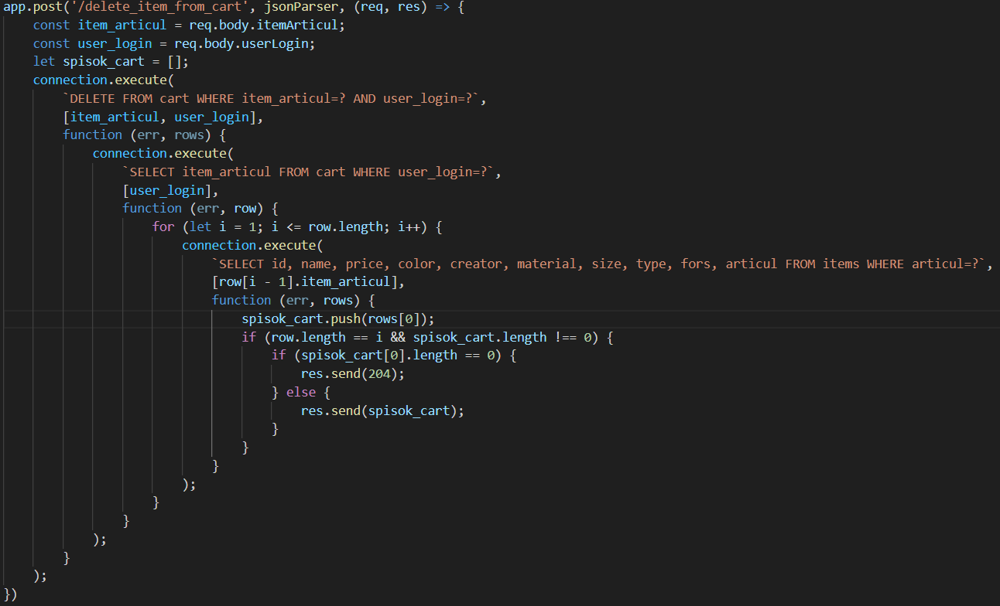 app.post('/delete_item_from_cart', jsonParser, (req, res) => {
    const item_articul = req.body.itemArticul;
    const user_login = req.body.userLogin;
    let spisok_cart = [];
    connection.execute(
        `DELETE FROM cart WHERE item_articul=? AND user_login=?`,
        [item_articul, user_login],
        function (err, rows) {
            connection.execute(
                `SELECT item_articul FROM cart WHERE user_login=?`,
                [user_login],
                function (err, row) {
                    for (let i = 1; i <= row.length; i++) {
                        connection.execute(
                            `SELECT id, name, price, color, creator, material, size, type, fors, articul FROM items WHERE articul=?`,
                            [row[i - 1].item_articul],
                            function (err, rows) {
                                spisok_cart.push(rows[0]);
                                if (row.length == i && spisok_cart.length !== 0) {
                                    if (spisok_cart[0].length == 0) {
                                        res.send(204);
                                    } else {
                                        res.send(spisok_cart);
                                    }
                                }
                            }
                        );
                    }
                }
            );
        }
    );
})